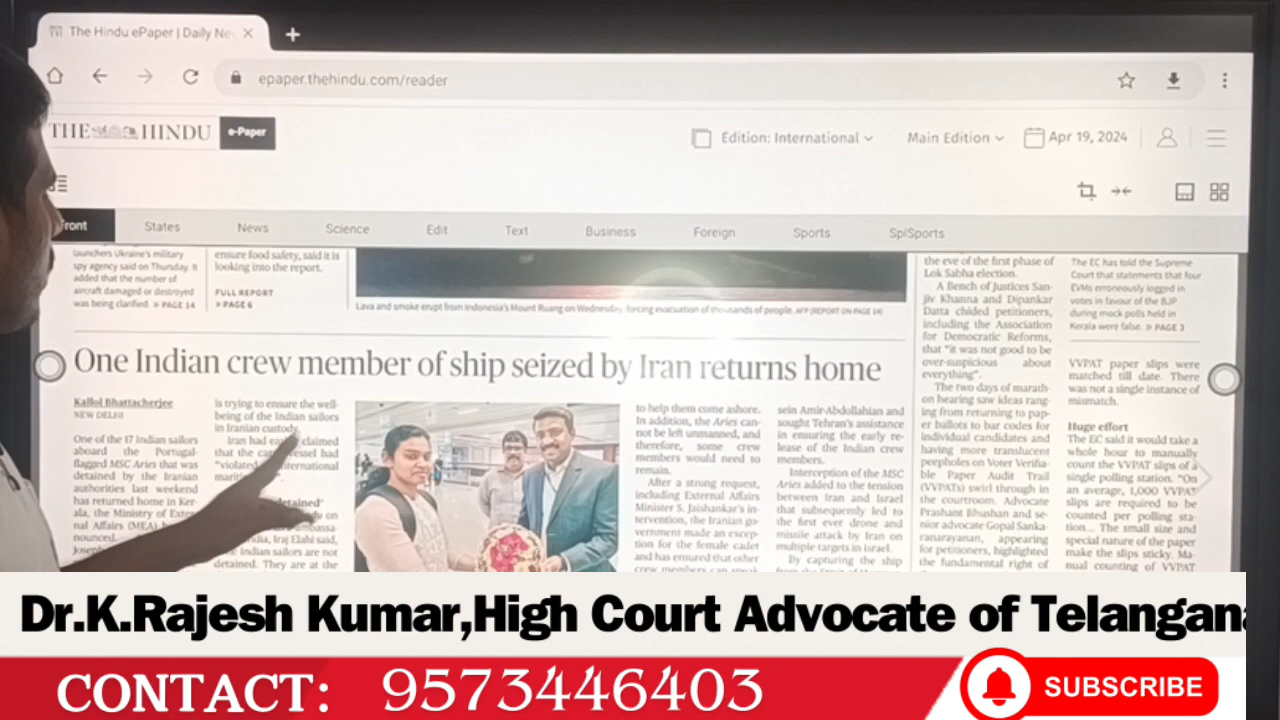 The Hindu ePaper | Daily Ne
epaper.thehindu.com/reader
THE HINDU
e-Paper
Edition: International
Main Edition
Apr 19, 2024
ront
States
News
Science
Edit
Text
Business
Foreign
Sports
SplSports
launchers Ukraine's military
spy agency said on Thursday. It
added that the number of
aircraft damaged or destroyed
was being clarified. » PAGE 14
ensure food safety, said it is
looking into the report.
FULL REPORT
» PAGE 6
Lava and smoke erupt from Indonesia's Mount Ruang on Wednesday, forcing evacuation of thousands of people. AFP (REPORT ON PAGE 14)
One Indian crew member of ship seized by Iran returns home
Kallol Bhattacherjee
NEW DELHI
One of the 17 Indian sailors
aboard the Portugal-
flagged MSC Aries that was
detained by the Iranian
authorities last weekend
has returned home in Ker-
ala, the Ministry of Exter
nal Affairs (MEA)
nounced.
is trying to ensure the well-
being of the Indian sailors
in Iranian custody.
Iran had claimed
that the vessel had
"violated international
detained'
on
Iraj Elahi said,
Indian sailors are not
detained. They are at the
to help them come ashore.
In addition, the Aries can-
not be left unmanned, and
therefore, some crew
members would need to
remain.
After a strong request,
including External Affairs
Minister S. Jaishankar's in-
tervention, the Iranian go-
vernment made an excep-
tion for the female cadet
and has ensured that other
crew members can speak
sein Amir-Abdollahian and
sought Tehran's assistance
in ensuring the early re-
lease of the Indian crew
members.
Interception of the MSC
Aries added to the tension
between Iran and Israel
that subsequently led to
the first ever drone and
missile attack by Iran on
multiple targets in Israel.
By capturing the ship
the eve of the first phase of
Lok Sabha election.
A Bench of Justices San-
jiv Khanna and Dipankar
Datta chided petitioners,
including the Association
for Democratic Reforms,
that "it was not good to be
over-suspicious about
everything".
The two days of marath-
on hearing saw ideas rang-
ing from returning to pap-
er ballots to bar codes for
individual candidates and
having more translucent
peepholes on Voter Verifia-
ble Paper Audit Trail
(VVPATs) swirl through in
the courtroom. Advocate
Prashant Bhushan and se-
nior advocate Gopal Sanka-
ranarayanan, appearing
for petitioners, highlighted
the fundamental right of
The EC has told the Supreme
Court that statements that four
EVMs erroneously logged in
votes in favour of the BJP
during mock polls held in
Kerala were false. » PAGE 3
VVPAT paper slips were
matched till date. There
was not a single instance of
mismatch.
Huge effort
The EC said it would take a
whole hour to manually
count the VVPAT slips of a
single polling station. "On
an average, 1,000 VVPAT
slips are required to be
counted per polling sta-
tion... The small size and
special nature of the paper
make the slips sticky. Ma-
nual counting of VVPAT
Dr.K.Rajesh Kumar,High Court Advocate of Telangana
CONTACT: 9573446403
SUBSCRIBE